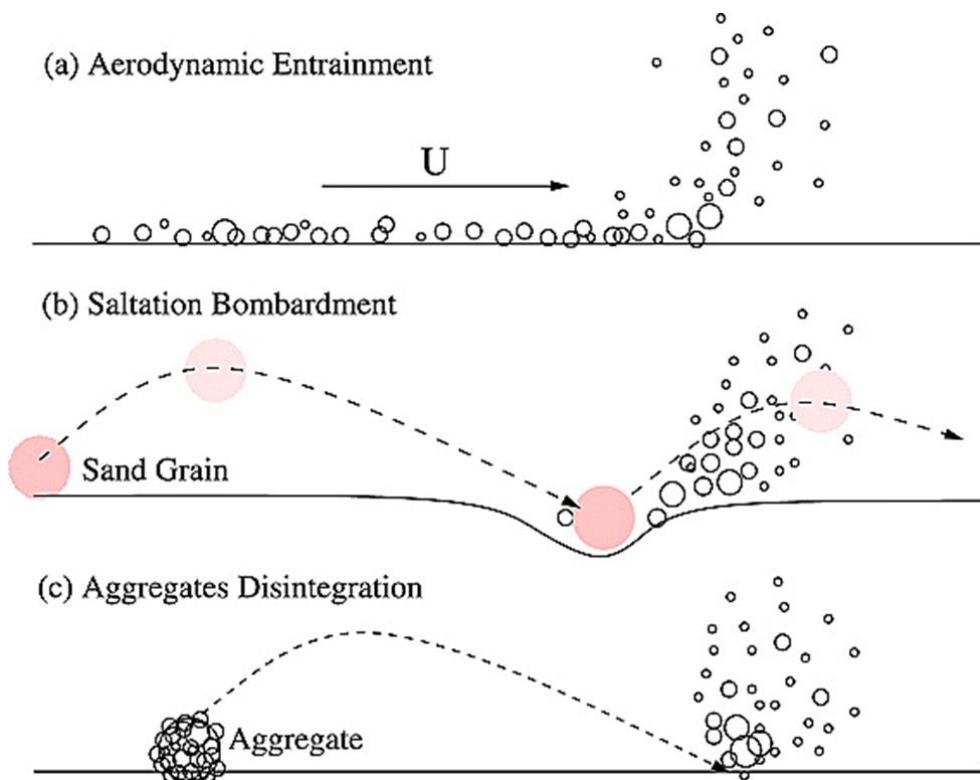 (a) Aerodynamic Entrainment
U
(b) Saltation Bombardment
Sand Grain
(c) Aggregates Disintegration
Aggregate